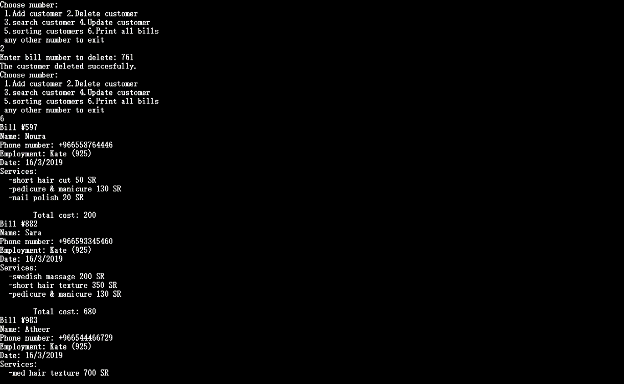 Choose number:
1.Add customer 2.Delete customer
3.search customer 4.Update customer
5.sorting customers 6.Print all bills
any other number to exit
2
Enter bill number to delete: 761
The customer deleted succesfully.
Choose number:
1.Add customer 2.Delete customer
3.search customer 4.Update customer
5.sorting customers 6.Print all bills
any other number to exit
6
Bill #597
Name: Noura
Phone number: +966558764446
Employment: Kate (925)
Date: 16/3/2019
Services:
-short hair cut 50 SR
-pedicure & manicure 130 SR
-nail polish 20 SR
Total cost: 200
Bill #882
Name: Sara
Phone number: +966593345460
Employment: Kate (925)
Date: 16/3/2019
Services:
-swedish massage 200 SR
-short hair texture 350 SR
-pedicure & manicure 130 SR
Total cost: 680
Bill #983
Name: Atheer
Phone number: +966544466729
Employment: Kate (925)
Date: 16/3/2019
Services:
-med hair texture 700 SR